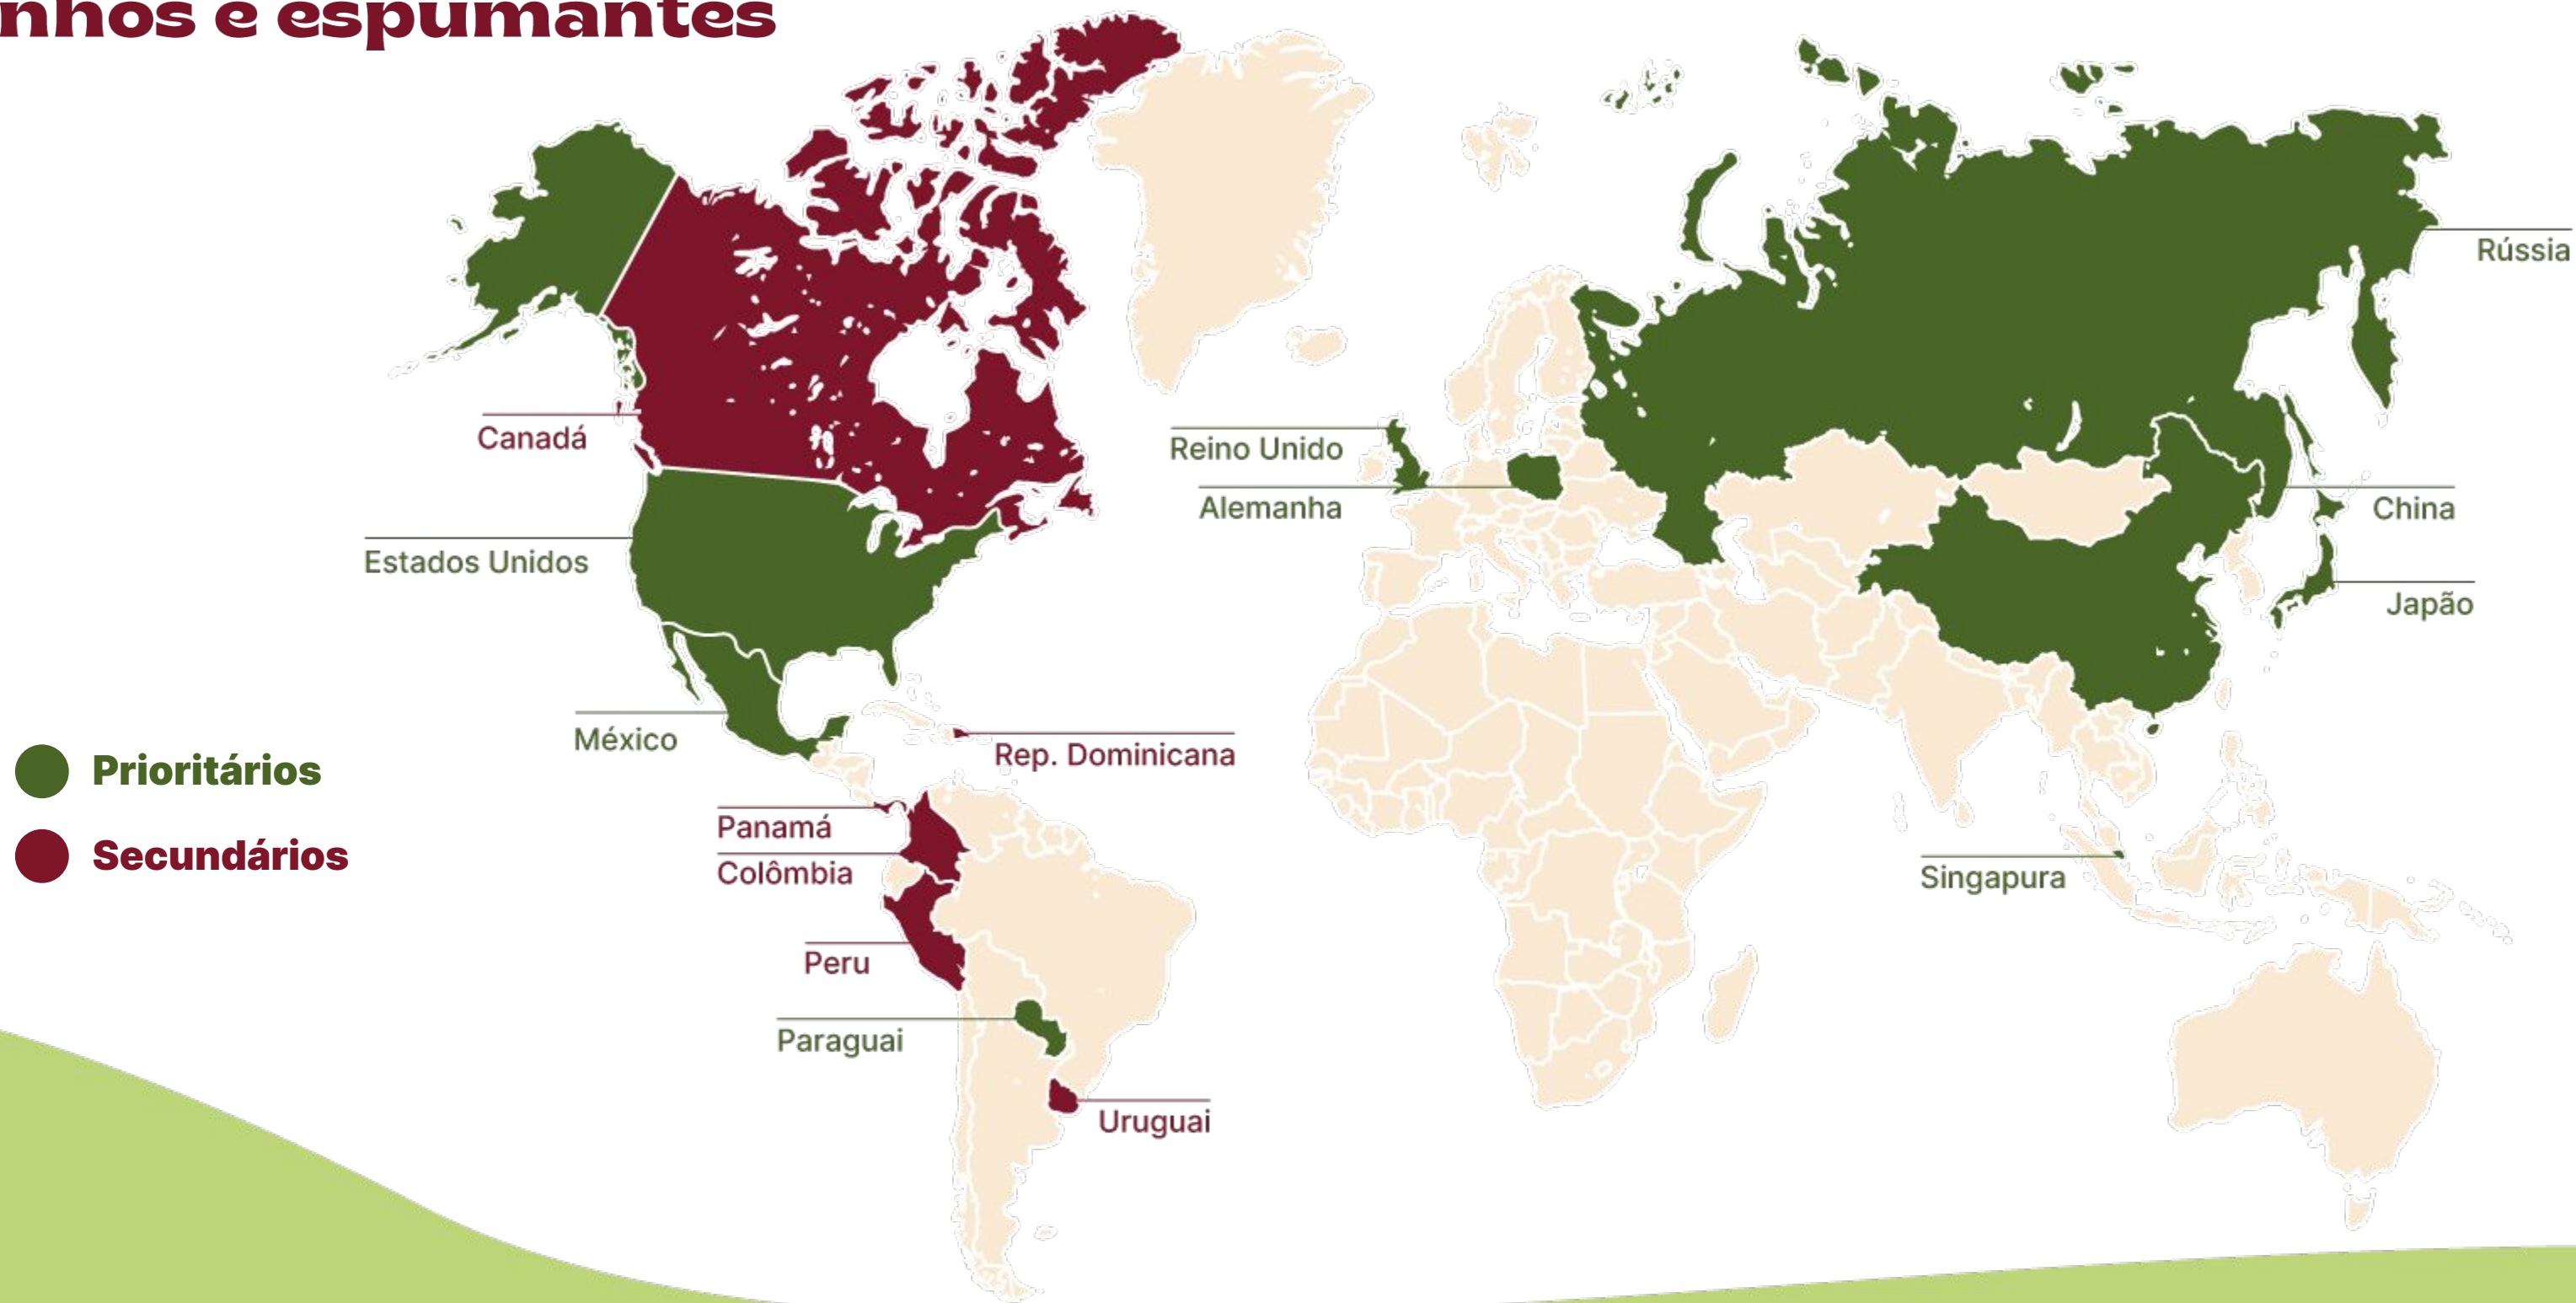 nhos e espumantes
Rússia
Canadá
Reino Unido
Alemanha
China
Estados Unidos
Japão
México
Rep. Dominicana
Prioritários
Secundários
Panamá
Colômbia
Singapura
Peru
Paraguai
Uruguai